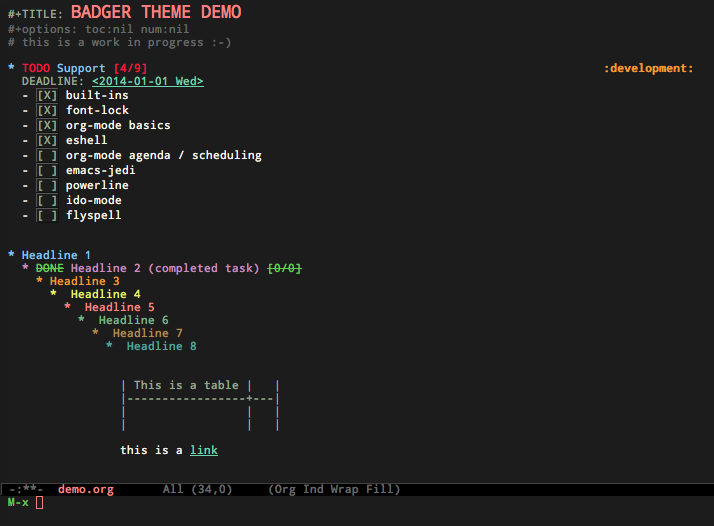 #+TITLE: BADGER THEME DEMO
#+options: toc:nil num:nil
# this is a work in progress :-)
* TODO Support [4/9] :development:
DEADLINE: <2014-01-01 Wed>
- [X] built-ins
- [X] font-lock
- [X] org-mode basics
- [X] eshell
- [ ] org-mode agenda / scheduling
- [ ] emacs-jedi
- [ ] powerline
- [ ] ido-mode
- [ ] flyspell
* Headline 1
* DONE Headline 2 (completed task) [0/0]
* Headline 3
* Headline 4
* Headline 5
* Headline 6
* Headline 7
* Headline 8
| This is a table |   |
|-----------------+---|
|                 |   |
|                 |   |
this is a link
-:**-  demo.org       All (34,0)     (Org Ind Wrap Fill)
M-x